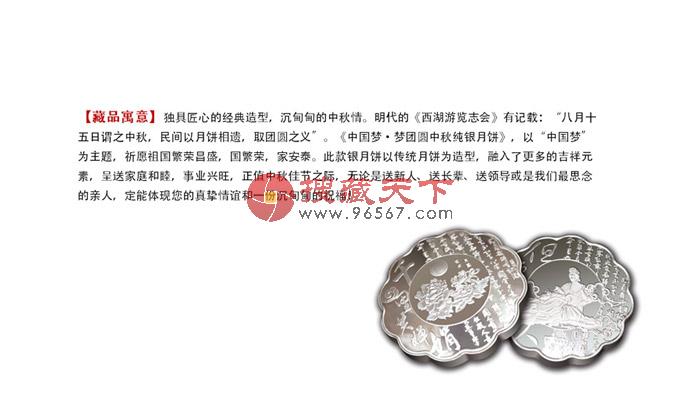 【藏品寓意】独具匠心的经典造型，沉甸甸的中秋情。明代的《西湖游览志会》有记载：“八月十
五日谓之中秋，民间以月饼相遗，取团圆之义”。《中国梦·梦团圆中秋纯银月饼》，以“中国梦”
为主题，祈愿祖国繁荣昌盛，国繁荣，家安泰。此款银月饼以传统月饼为造型，融入了更多的吉祥元
素，呈送家庭和睦，事业兴旺，正值中秋佳节之际，无论是送新人、送长辈、送领导或是我们最思念
的亲人，定能体现您的真挚情谊和一份沉甸甸的祝福！
搜藏天下
www.96567.com